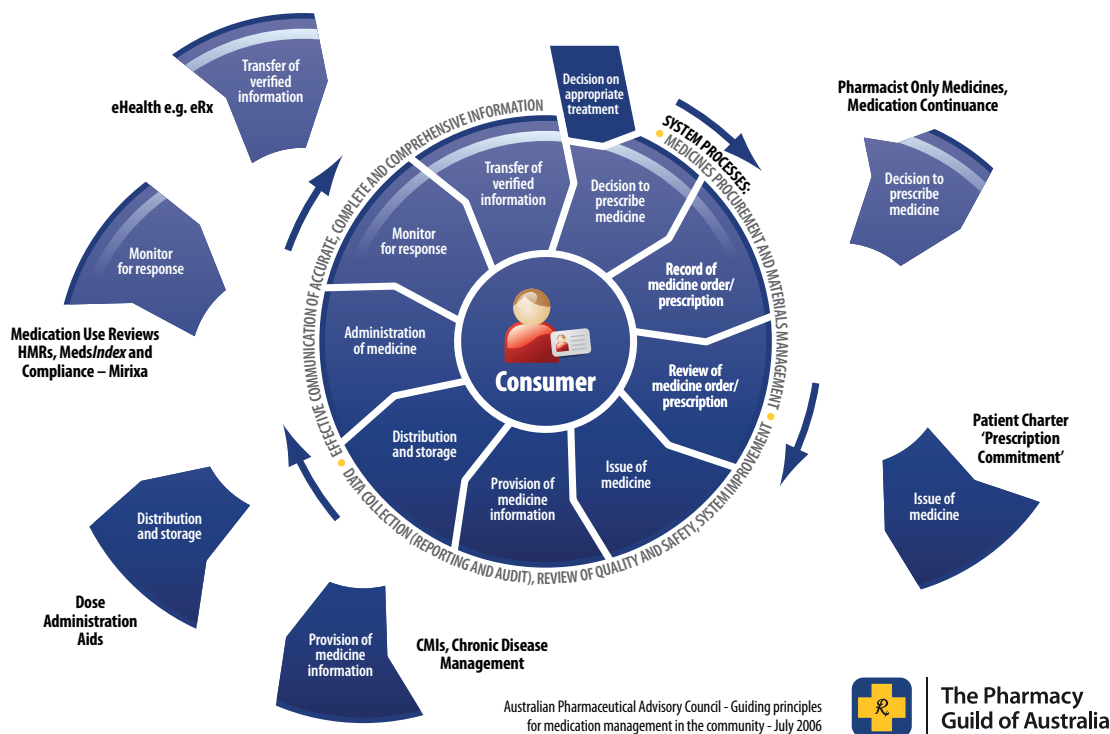 Transfer of
verified
information
eHealth e.g. eRx
Monitor
for response
Medication Use Reviews
HMRs, MedsIndex and
Compliance – Mirixa
Distribution
and storage
Dose
Administration
Aids
Provision of
medicine
information
CMIs, Chronic Disease
Management
Decision on
appropriate
treatment
SYSTEM PROCESSES:
• MEDICINES PROCUREMENT AND MATERIALS MANAGEMENT
• DATA COLLECTION (REPORTING AND AUDIT), REVIEW OF QUALITY AND SAFETY, SYSTEM IMPROVEMENT
• EFFECTIVE COMMUNICATION OF ACCURATE, COMPLETE AND COMPREHENSIVE INFORMATION
Decision to
prescribe
medicine
Record of
medicine order/
prescription
Review of
medicine order/
prescription
Issue of
medicine
Provision of
medicine
information
Distribution
and storage
Administration
of medicine
Monitor
for response
Transfer of
verified
information
Consumer
Pharmacist Only Medicines,
Medication Continuance
Decision to
prescribe
medicine
Patient Charter
‘Prescription
Commitment’
Issue of
medicine
Australian Pharmaceutical Advisory Council - Guiding principles
for medication management in the community - July 2006
℞
The Pharmacy
Guild of Australia